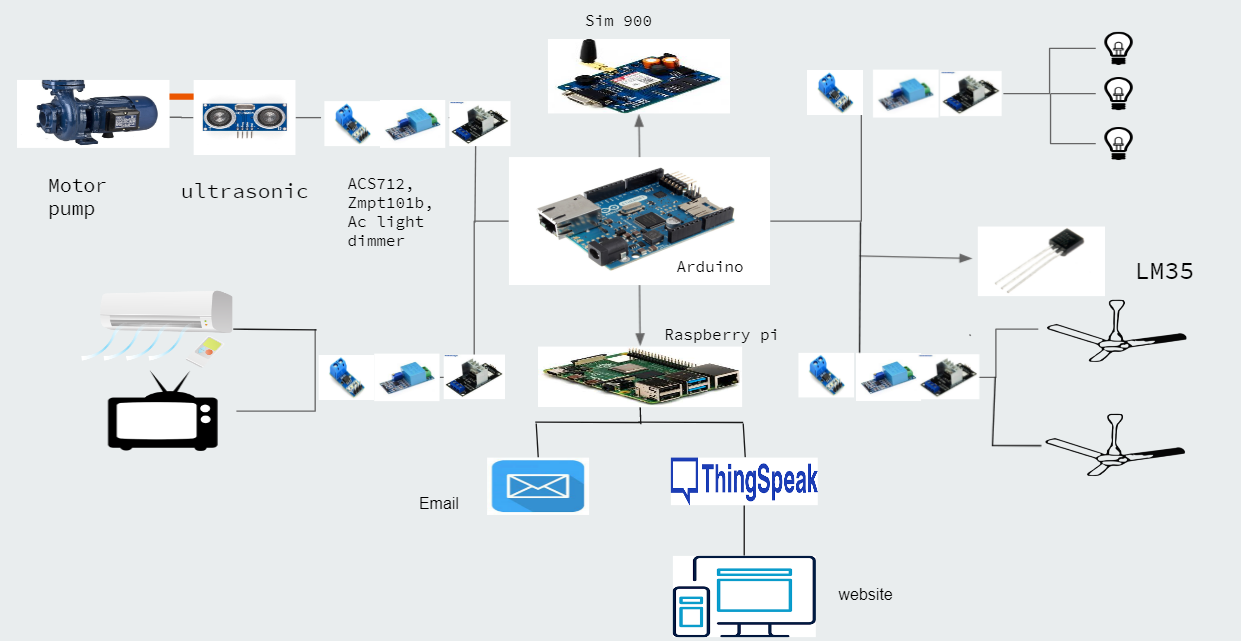 Sim 900
Motor
pump
ultrasonic
ACS712,
Zmpt101b,
Ac light
dimmer
Arduino
LM35
Raspberry pi
Email
ThingSpeak
website